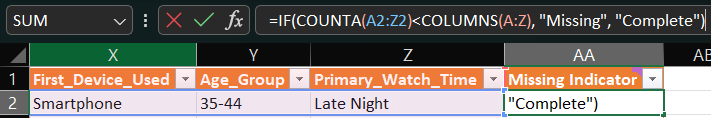 SUM =IF(COUNTA(A2:Z2)<COLUMNS(A:Z), "Missing", "Complete")
X Y Z AA AB
1 First_Device_Used Age_Group Primary_Watch_Time Missing Indicator
2 Smartphone 35-44 Late Night "Complete")